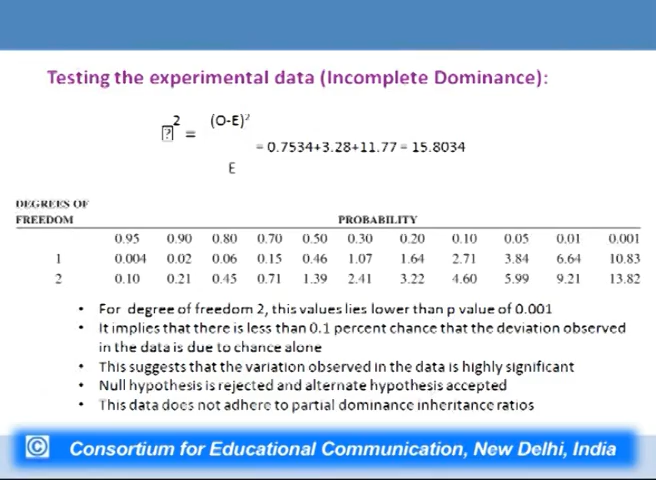 Testing the experimental data (Incomplete Dominance):
2 (O-E)²
=
= 0.7534+3.28+11.77 = 15.8034
E
DEGREES OF
FREEDOM PROBABILITY
0.95 0.90 0.80 0.70 0.50 0.30 0.20 0.10 0.05 0.01 0.001
1 0.004 0.02 0.06 0.15 0.46 1.07 1.64 2.71 3.84 6.64 10.83
2 0.10 0.21 0.45 0.71 1.39 2.41 3.22 4.60 5.99 9.21 13.82
• For degree of freedom 2, this values lies lower than p value of 0.001
• It implies that there is less than 0.1 percent chance that the deviation observed
in the data is due to chance alone
• This suggests that the variation observed in the data is highly significant
• Null hypothesis is rejected and alternate hypothesis accepted
• This data does not adhere to partial dominance inheritance ratios
© Consortium for Educational Communication, New Delhi, India